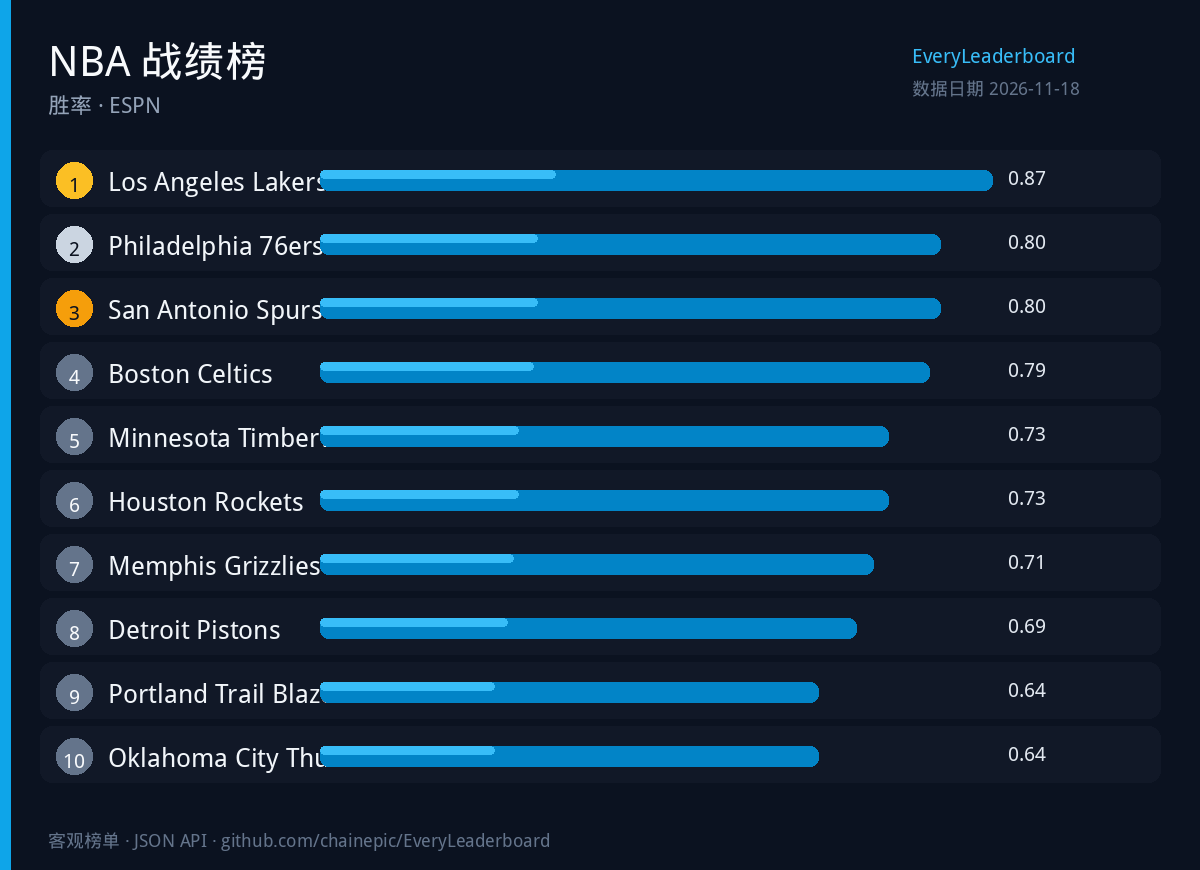 NBA 战绩榜
胜率 · ESPN
EveryLeaderboard
数据日期 2026-11-18
1 Los Angeles Lakers 0.87
2 Philadelphia 76ers 0.80
3 San Antonio Spurs 0.80
4 Boston Celtics 0.79
5 Minnesota Timber 0.73
6 Houston Rockets 0.73
7 Memphis Grizzlies 0.71
8 Detroit Pistons 0.69
9 Portland Trail Blaz 0.64
10 Oklahoma City Thu 0.64
客观榜单 · JSON API · github.com/chainepic/EveryLeaderboard